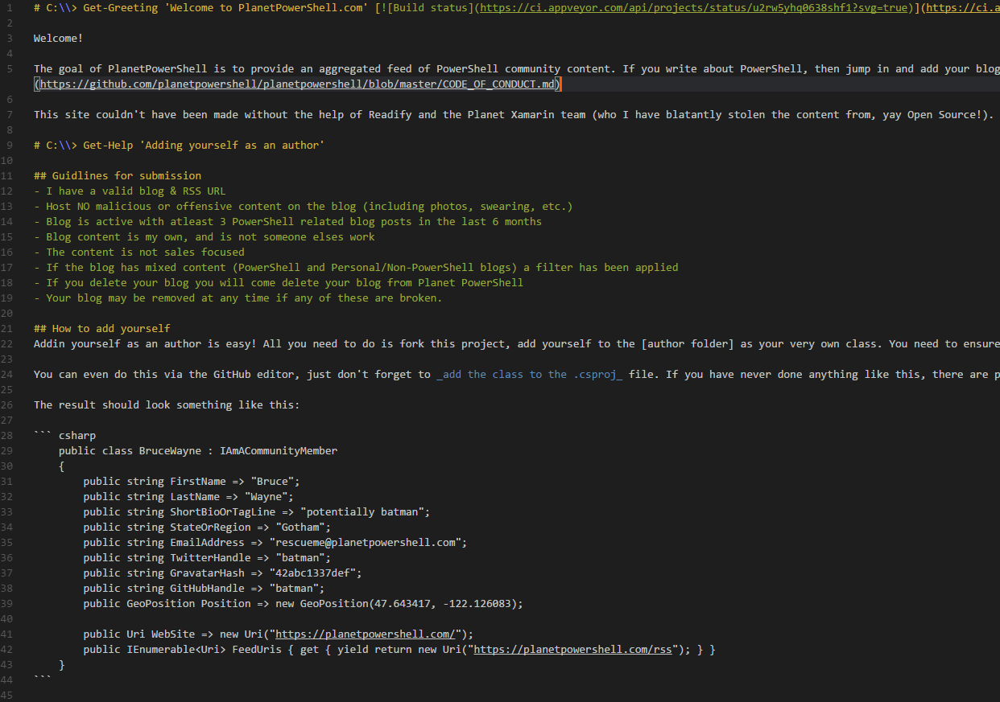 1 # C:\\> Get-Greeting 'Welcome to PlanetPowerShell.com' [![Build status](https://ci.appveyor.com/api/projects/status/u2rw5yhq0638shf1?svg=true)](https://ci.a
2
3 Welcome!
4
5 The goal of PlanetPowerShell is to provide an aggregated feed of PowerShell community content. If you write about PowerShell, then jump in and add your blog
(https://github.com/planetpowershell/planetpowershell/blob/master/CODE_OF_CONDUCT.md)
6
7 This site couldn't have been made without the help of Readify and the Planet Xamarin team (who I have blatantly stolen the content from, yay Open Source!).
8
9 # C:\\> Get-Help 'Adding yourself as an author'
10
11 ## Guidlines for submission
12 - I have a valid blog & RSS URL
13 - Host NO malicious or offensive content on the blog (including photos, swearing, etc.)
14 - Blog is active with atleast 3 PowerShell related blog posts in the last 6 months
15 - Blog content is my own, and is not someone elses work
16 - The content is not sales focused
17 - If the blog has mixed content (PowerShell and Personal/Non-PowerShell blogs) a filter has been applied
18 - If you delete your blog you will come delete your blog from Planet PowerShell
19 - Your blog may be removed at any time if any of these are broken.
20
21 ## How to add yourself
22 Addin yourself as an author is easy! All you need to do is fork this project, add yourself to the [author folder] as your very own class. You need to ensure
23
24 You can even do this via the GitHub editor, just don't forget to _add the class to the .csproj_ file. If you have never done anything like this, there are p
25
26 The result should look something like this:
27
28 ``` csharp
29 public class BruceWayne : IAmACommunityMember
30 {
31 public string FirstName => "Bruce";
32 public string LastName => "Wayne";
33 public string ShortBioOrTagLine => "potentially batman";
34 public string StateOrRegion => "Gotham";
35 public string EmailAddress => "rescueme@planetpowershell.com";
36 public string TwitterHandle => "batman";
37 public string GravatarHash => "42abc1337def";
38 public string GitHubHandle => "batman";
39 public GeoPosition Position => new GeoPosition(47.643417, -122.126083);
40
41 public Uri WebSite => new Uri("https://planetpowershell.com/");
42 public IEnumerable<Uri> FeedUris { get { yield return new Uri("https://planetpowershell.com/rss"); } }
43 }
44 ```
45